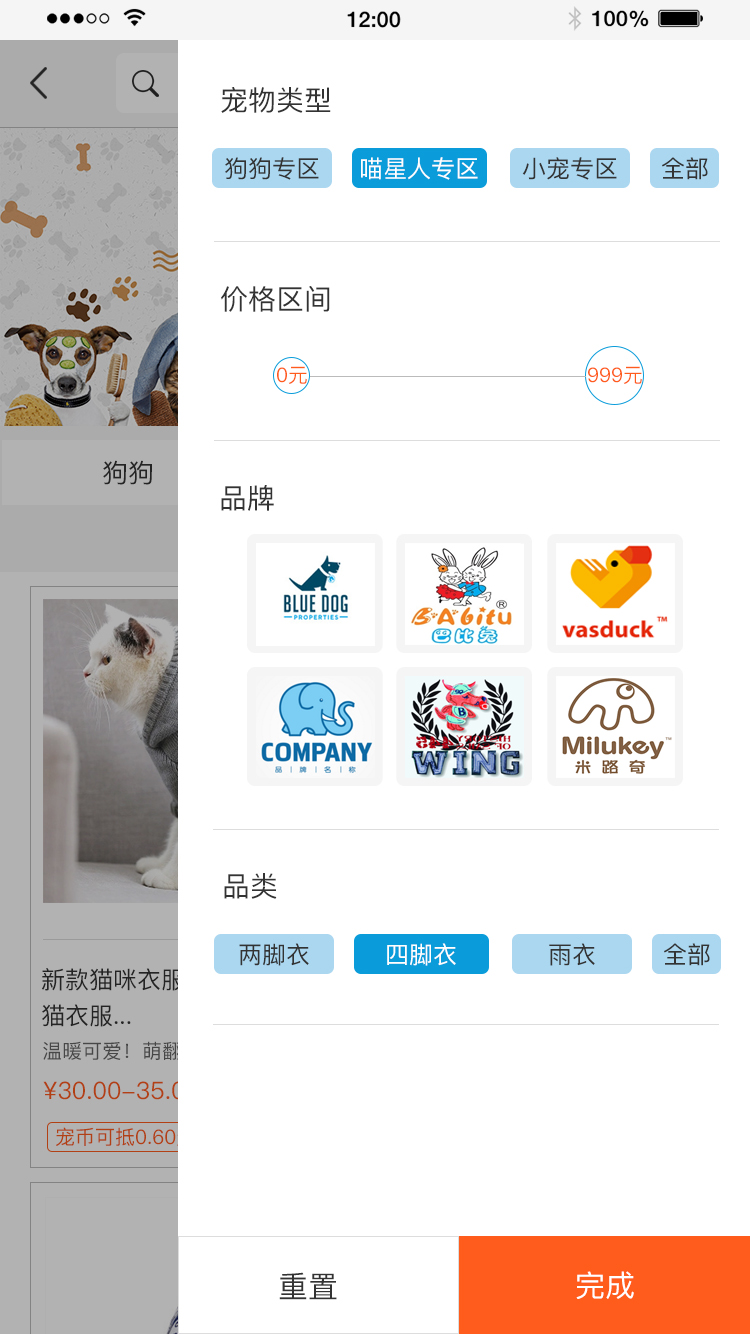 12:00
100%
宠物类型
狗狗专区
喵星人专区
小宠专区
全部
价格区间
0元
999元
狗狗
品牌
BLUE DOG
PROPERTIES
BAbitu®
巴比兔
vasduck™
COMPANY
品 | 牌 | 名 | 称
WING
Milukey™
米路奇
品类
两脚衣
四脚衣
雨衣
全部
新款猫咪衣服
猫衣服...
温暖可爱！萌翻
¥30.00-35.0
宠币可抵0.60
重置
完成